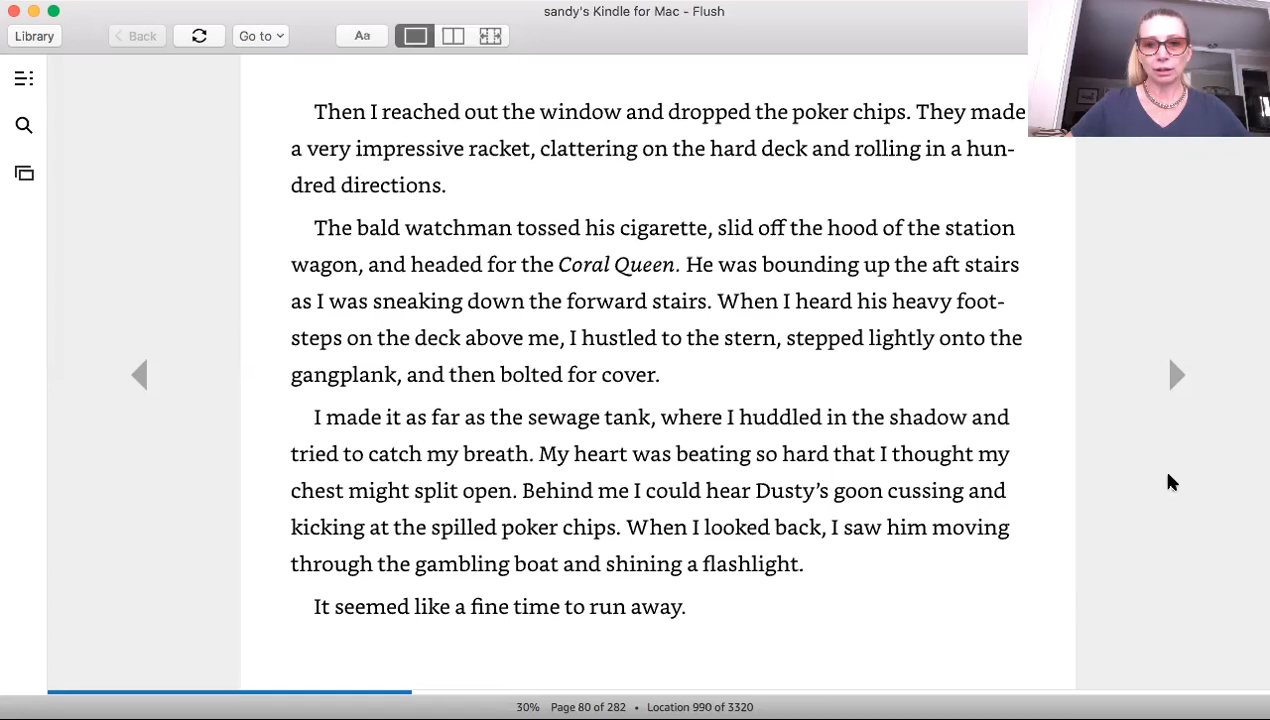 sandy's Kindle for Mac - Flush
Library
Back
Go to
Aa
Then I reached out the window and dropped the poker chips. They made
a very impressive racket, clattering on the hard deck and rolling in a hun-
dred directions.
The bald watchman tossed his cigarette, slid off the hood of the station
wagon, and headed for the Coral Queen. He was bounding up the aft stairs
as I was sneaking down the forward stairs. When I heard his heavy foot-
steps on the deck above me, I hustled to the stern, stepped lightly onto the
gangplank, and then bolted for cover.
I made it as far as the sewage tank, where I huddled in the shadow and
tried to catch my breath. My heart was beating so hard that I thought my
chest might split open. Behind me I could hear Dusty’s goon cussing and
kicking at the spilled poker chips. When I looked back, I saw him moving
through the gambling boat and shining a flashlight.
It seemed like a fine time to run away.
30% Page 80 of 282 • Location 990 of 3320